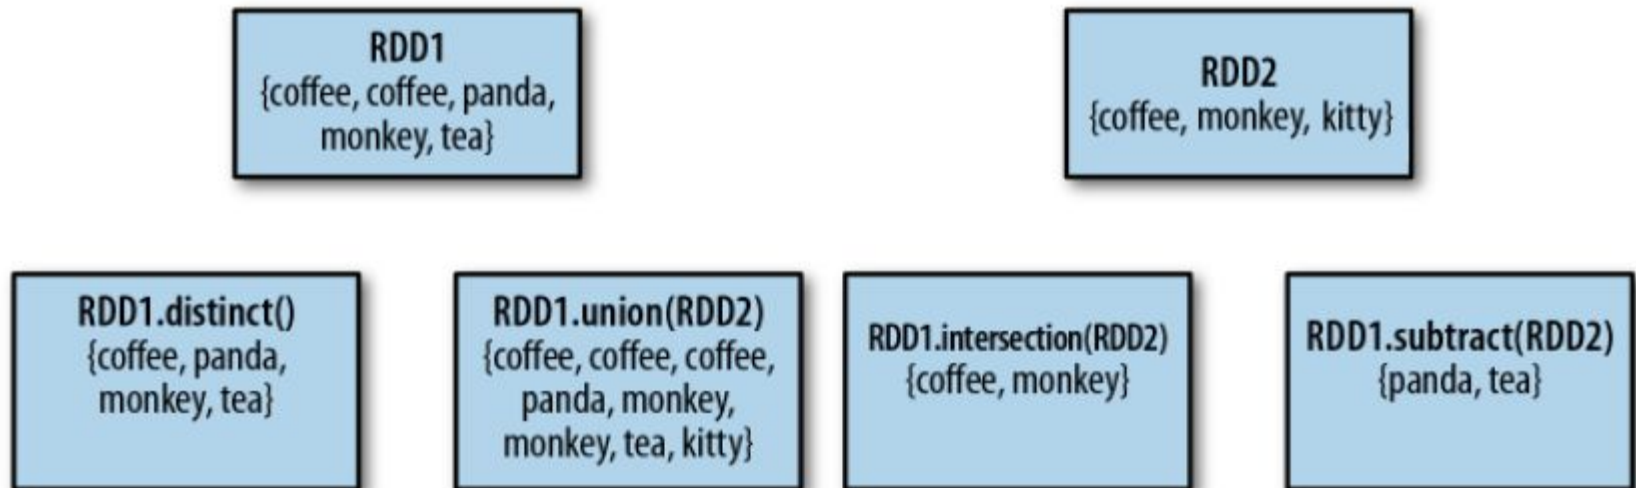 RDD1
{coffee, coffee, panda,
monkey, tea}
RDD2
{coffee, monkey, kitty}
RDD1.distinct()
{coffee, panda,
monkey, tea}
RDD1.union(RDD2)
{coffee, coffee, coffee,
panda, monkey,
monkey, tea, kitty}
RDD1.intersection(RDD2)
{coffee, monkey}
RDD1.subtract(RDD2)
{panda, tea}